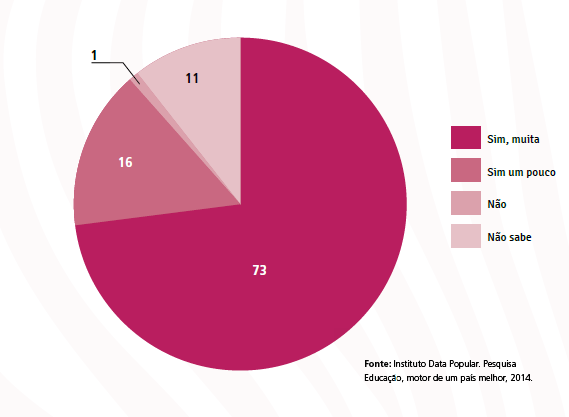 1
11
16
73
Sim, muita
Sim um pouco
Não
Não sabe
Fonte: Instituto Data Popular. Pesquisa
Educação, motor de um país melhor, 2014.